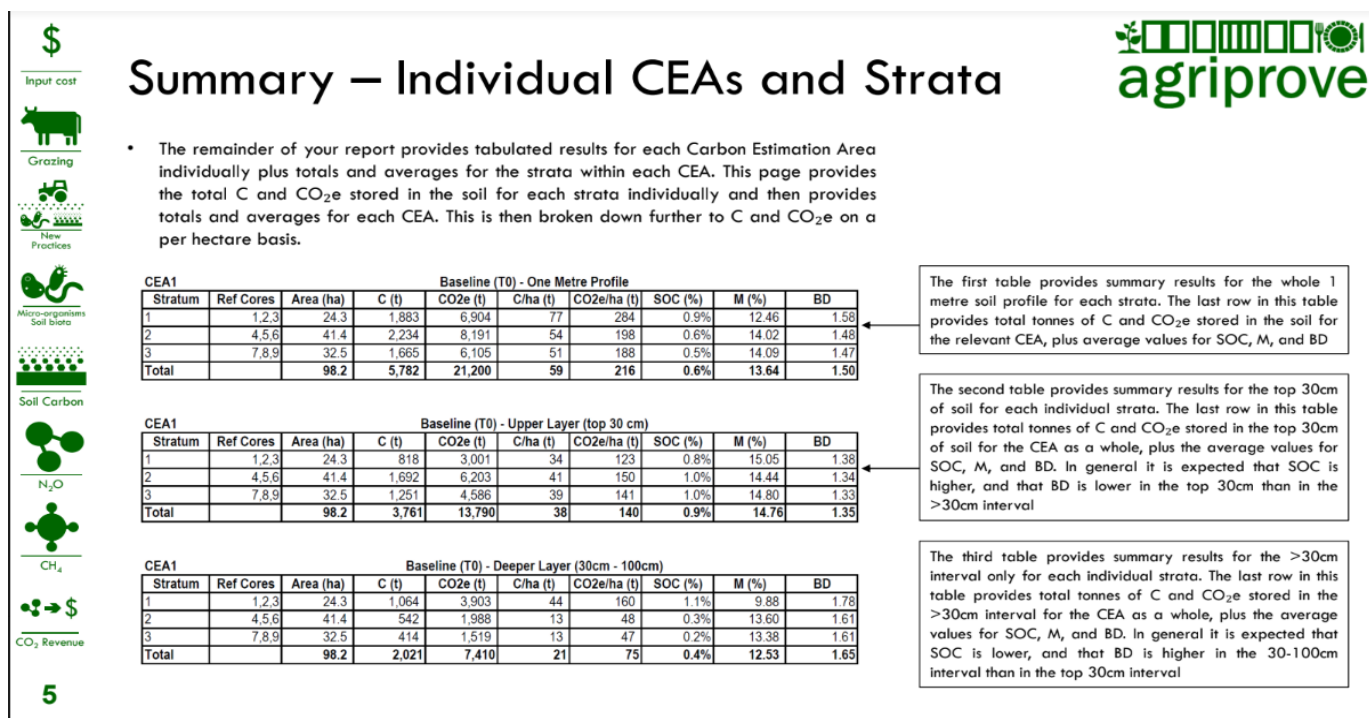 $
Input cost
Grazing
New
Practices
Micro-organisms
Soil biota
Soil Carbon
N₂O
CH₄
$
CO₂ Revenue
5
agriprove
Summary – Individual CEAs and Strata
• The remainder of your report provides tabulated results for each Carbon Estimation Area
individually plus totals and averages for the strata within each CEA. This page provides
the total C and CO₂e stored in the soil for each strata individually and then provides
totals and averages for each CEA. This is then broken down further to C and CO₂e on a
per hectare basis.
CEA1 Baseline (T0) - One Metre Profile
Stratum Ref Cores Area (ha) C (t) CO2e (t) C/ha (t) CO2e/ha (t) SOC (%) M (%) BD
1 1,2,3 24.3 1,883 6,904 77 284 0.9% 12.46 1.58
2 4,5,6 41.4 2,234 8,191 54 198 0.6% 14.02 1.48
3 7,8,9 32.5 1,665 6,105 51 188 0.5% 14.09 1.47
Total 98.2 5,782 21,200 59 216 0.6% 13.64 1.50
The first table provides summary results for the whole 1
metre soil profile for each strata. The last row in this table
provides total tonnes of C and CO₂e stored in the soil for
the relevant CEA, plus average values for SOC, M, and BD
CEA1 Baseline (T0) - Upper Layer (top 30 cm)
Stratum Ref Cores Area (ha) C (t) CO2e (t) C/ha (t) CO2e/ha (t) SOC (%) M (%) BD
1 1,2,3 24.3 818 3,001 34 123 0.8% 15.05 1.38
2 4,5,6 41.4 1,692 6,203 41 150 1.0% 14.44 1.34
3 7,8,9 32.5 1,251 4,586 39 141 1.0% 14.80 1.33
Total 98.2 3,761 13,790 38 140 0.9% 14.76 1.35
The second table provides summary results for the top 30cm
of soil for each individual strata. The last row in this table
provides total tonnes of C and CO₂e stored in the top 30cm
of soil for the CEA as a whole, plus the average values for
SOC, M, and BD. In general it is expected that SOC is
higher, and that BD is lower in the top 30cm than in the
>30cm interval
CEA1 Baseline (T0) - Deeper Layer (30cm - 100cm)
Stratum Ref Cores Area (ha) C (t) CO2e (t) C/ha (t) CO2e/ha (t) SOC (%) M (%) BD
1 1,2,3 24.3 1,064 3,903 44 160 1.1% 9.88 1.78
2 4,5,6 41.4 542 1,988 13 48 0.3% 13.60 1.61
3 7,8,9 32.5 414 1,519 13 47 0.2% 13.38 1.61
Total 98.2 2,021 7,410 21 75 0.4% 12.53 1.65
The third table provides summary results for the >30cm
interval only for each individual strata. The last row in this
table provides total tonnes of C and CO₂e stored in the
>30cm interval for the CEA as a whole, plus the average
values for SOC, M, and BD. In general it is expected that
SOC is lower, and that BD is higher in the 30-100cm
interval than in the top 30cm interval